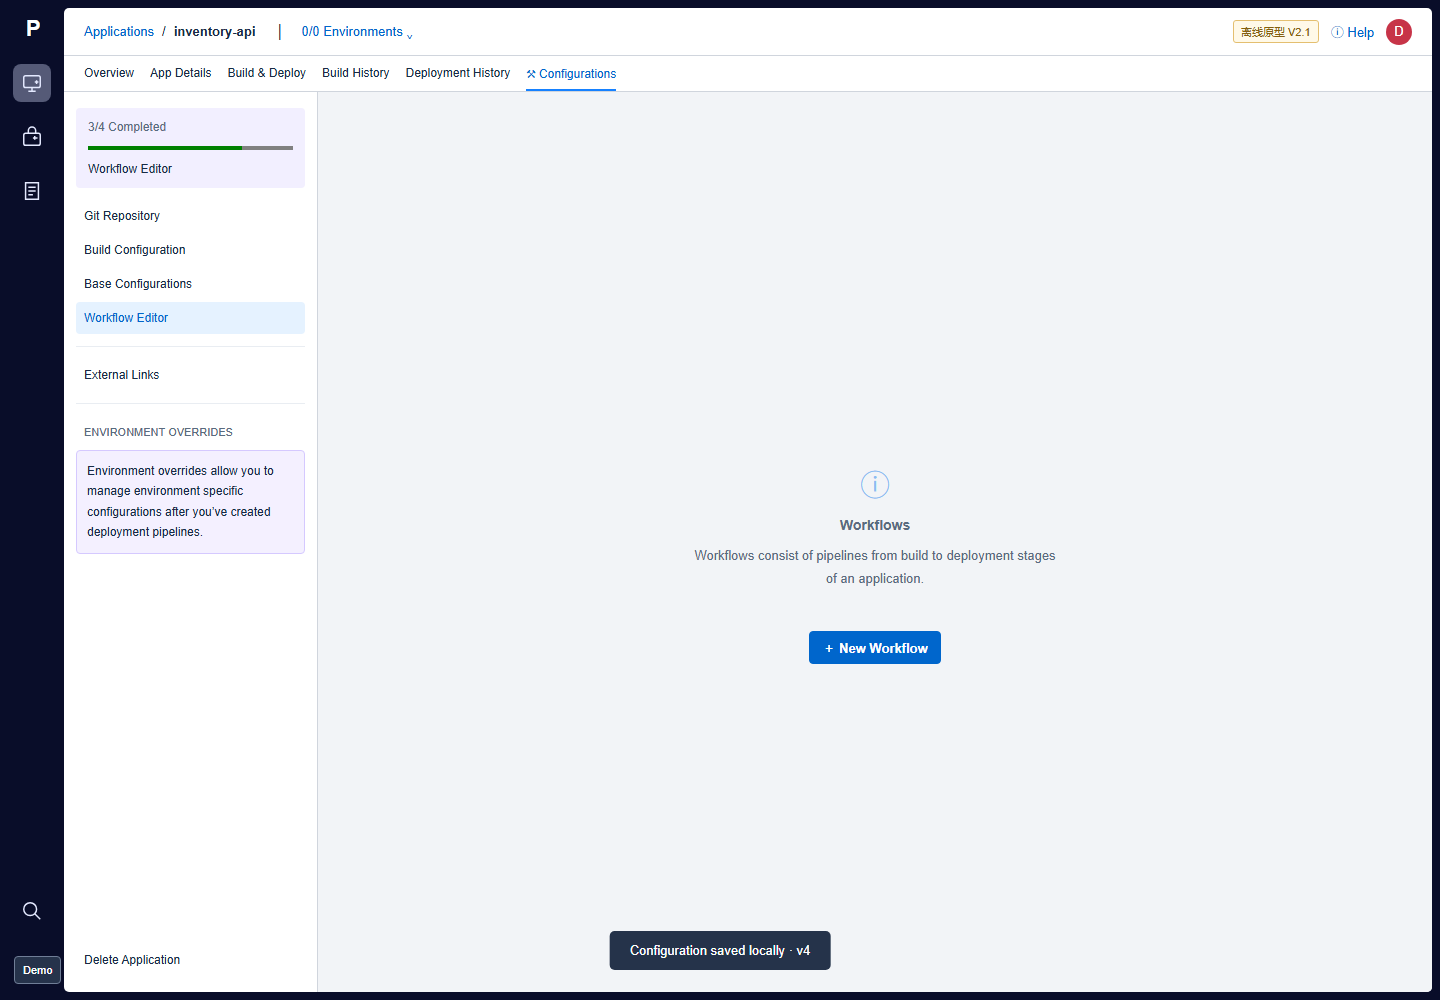 P
Applications / inventory-api | 0/0 Environments
离线原型 V2.1
Help
D
Overview
App Details
Build & Deploy
Build History
Deployment History
Configurations
3/4 Completed
Workflow Editor
Git Repository
Build Configuration
Base Configurations
Workflow Editor
External Links
ENVIRONMENT OVERRIDES
Environment overrides allow you to
manage environment specific
configurations after you’ve created
deployment pipelines.
Delete Application
Demo
Workflows
Workflows consist of pipelines from build to deployment stages
of an application.
+ New Workflow
Configuration saved locally · v4